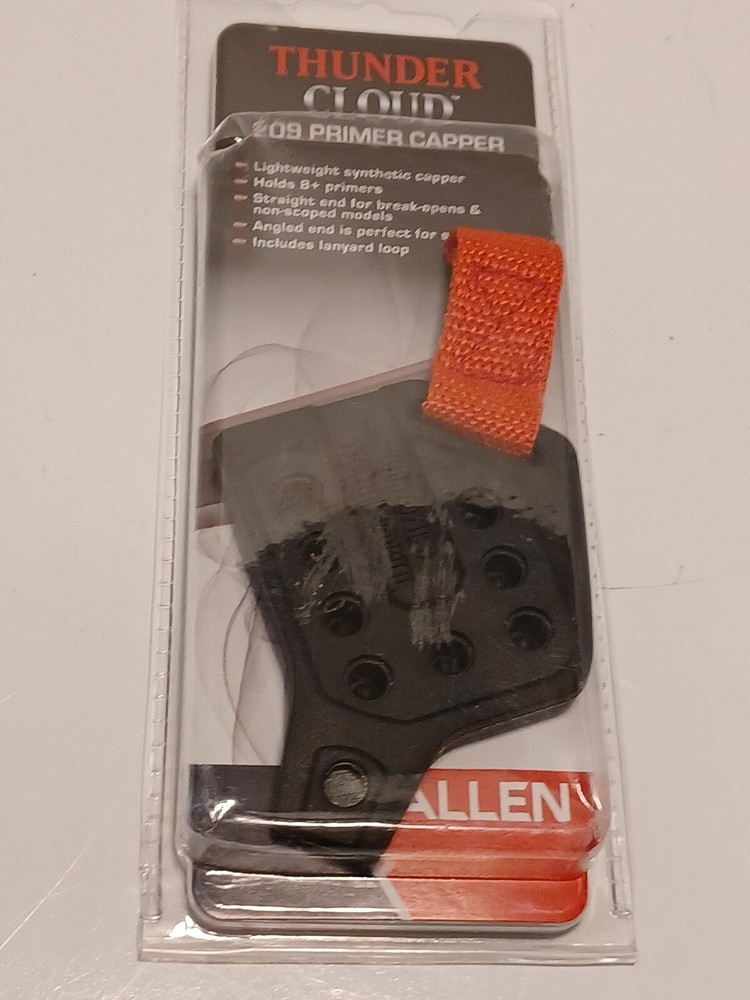 THUNDER
CLOUD™
209 PRIMER CAPPER
- Lightweight synthetic capper
- Holds 8+ primers
- Straight end for break-opens &
non-scoped models
- Angled end is perfect for
- Includes lanyard loop
ALLEN